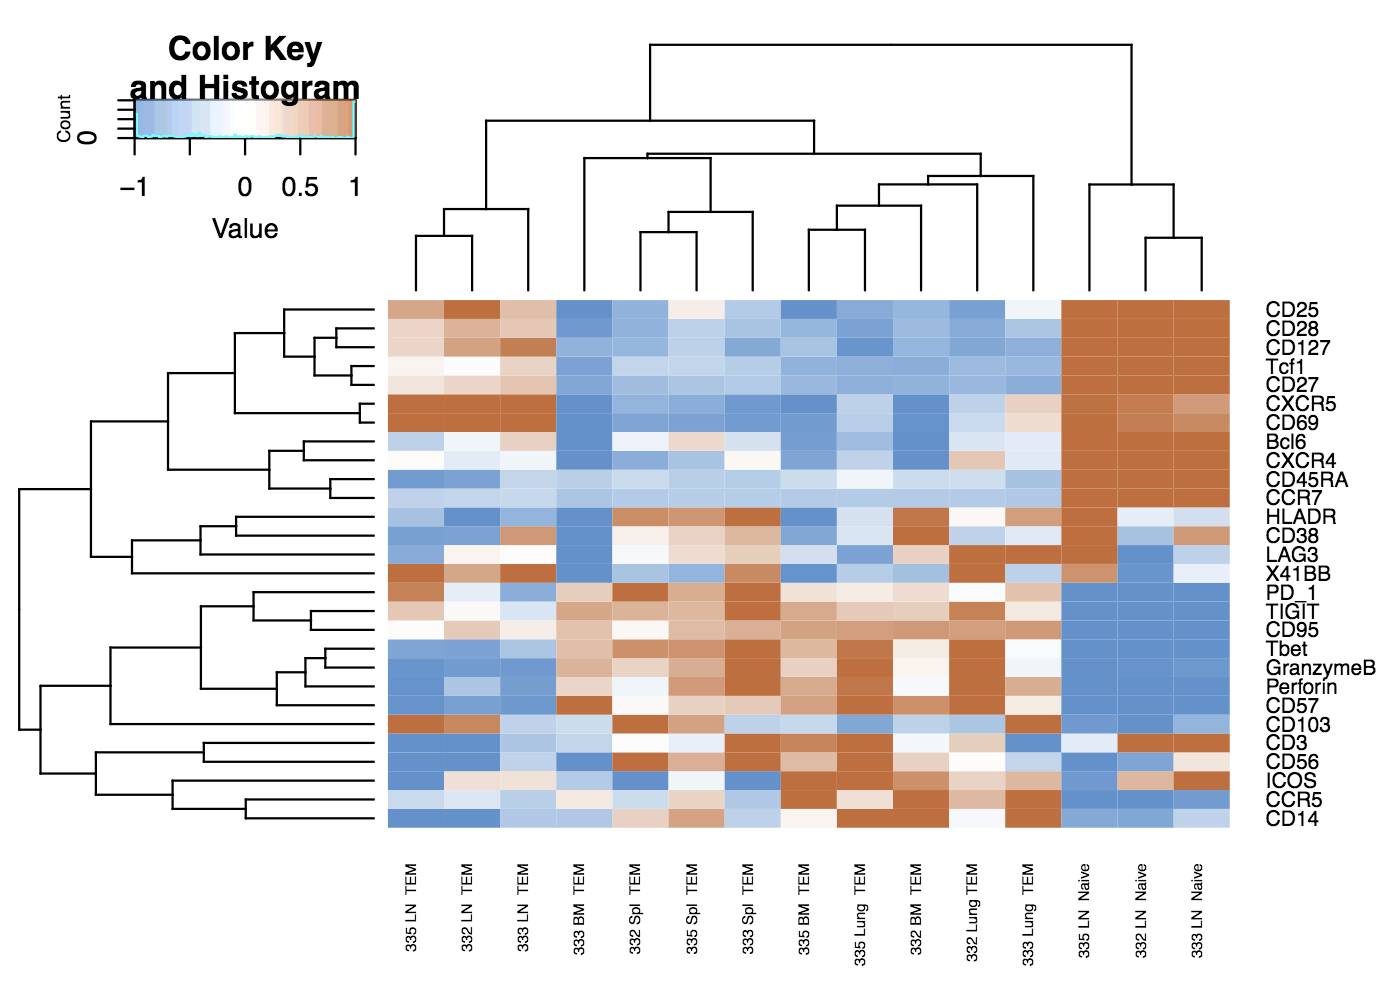 Color Key
and Histogram
Count
0
−1
0
0.5
1
Value
CD25
CD28
CD127
Tcf1
CD27
CXCR5
CD69
Bcl6
CXCR4
CD45RA
CCR7
HLADR
CD38
LAG3
X41BB
PD_1
TIGIT
CD95
Tbet
GranzymeB
Perforin
CD57
CD103
CD3
CD56
ICOS
CCR5
CD14
335 LN TEM
332 LN TEM
333 LN TEM
333 BM TEM
332 Spl TEM
335 Spl TEM
333 Spl TEM
335 BM TEM
335 Lung TEM
332 BM TEM
332 Lung TEM
333 Lung TEM
335 LN Naive
332 LN Naive
333 LN Naive